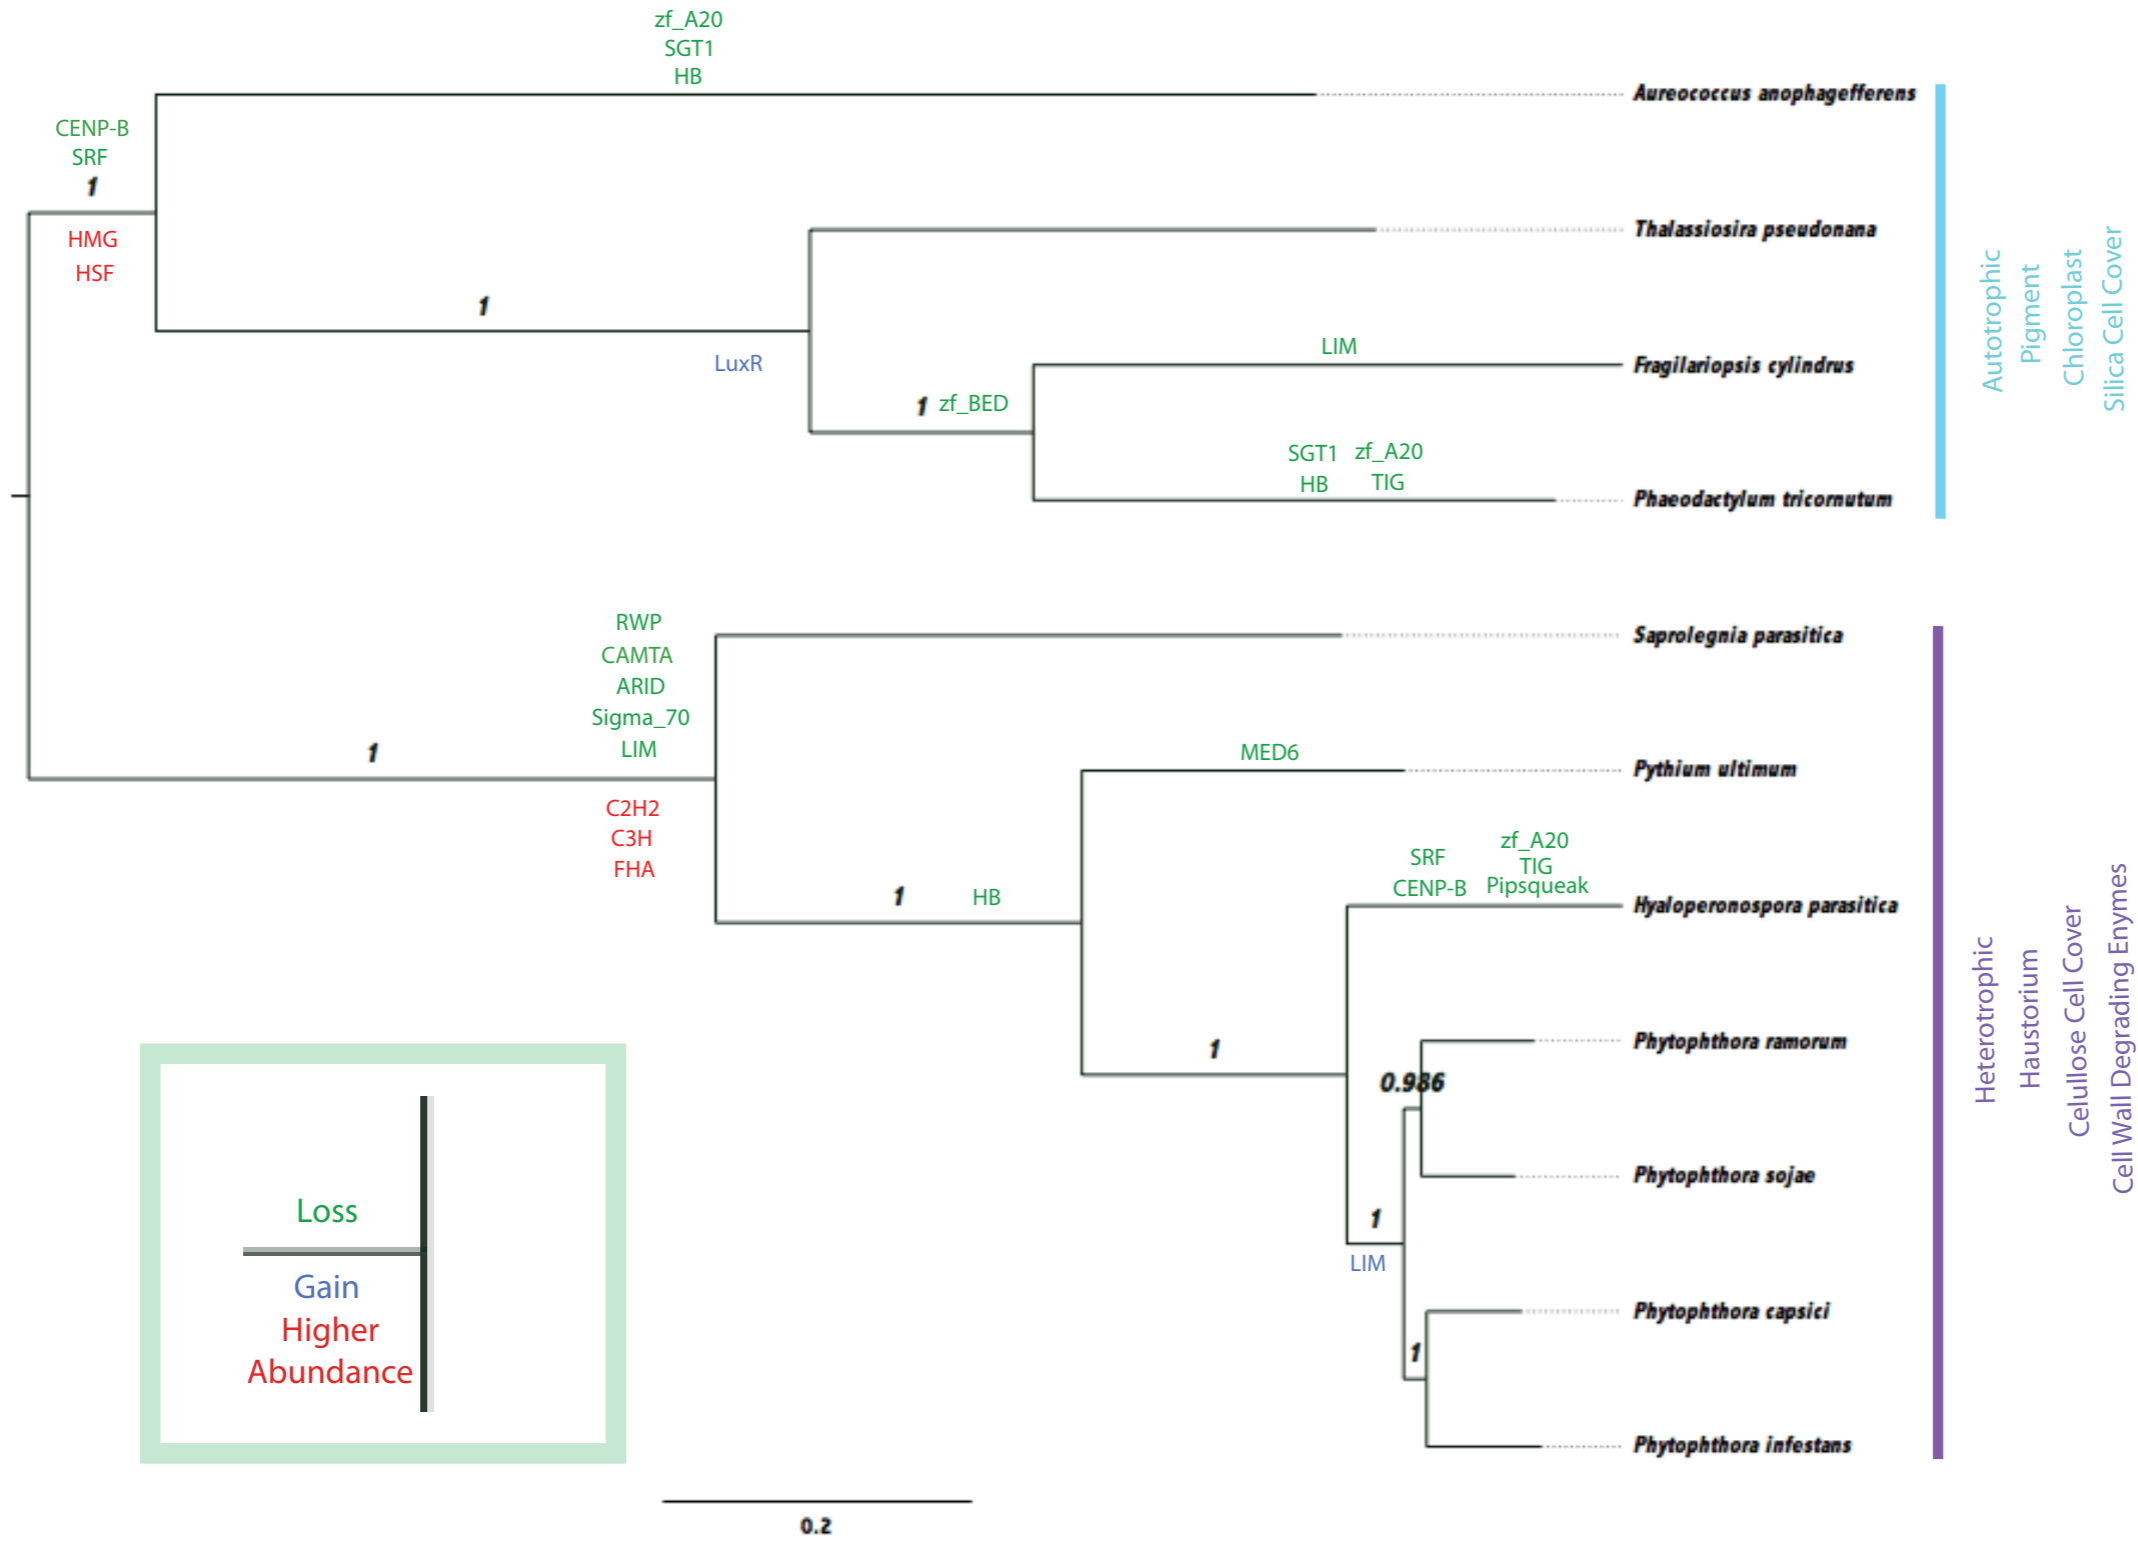 zf_A20
SGT1
HB
Aureococcus anophagefferens
CENP-B
SRF
1
HMG
HSF
Thalassiosira pseudonana
1
LuxR
LIM
Fragilariopsis cylindrus
1 zf_BED
SGT1 zf_A20
HB TIG
Phaeodactylum tricornutum
Autotrophic
Pigment
Chloroplast
Silica Cell Cover
RWP
CAMTA
ARID
Sigma_70
LIM
1
C2H2
C3H
FHA
Saprolegnia parasitica
MED6
Pythium ultimum
1 HB
SRF
CENP-B
zf_A20
TIG
Pipsqueak
Hyaloperonospora parasitica
1
Phytophthora ramorum
0.986
Phytophthora sojae
1
LIM
Phytophthora capsici
1
Phytophthora infestans
Heterotrophic
Haustorium
Celullose Cell Cover
Cell Wall Degrading Enymes
Loss
Gain
Higher
Abundance
0.2